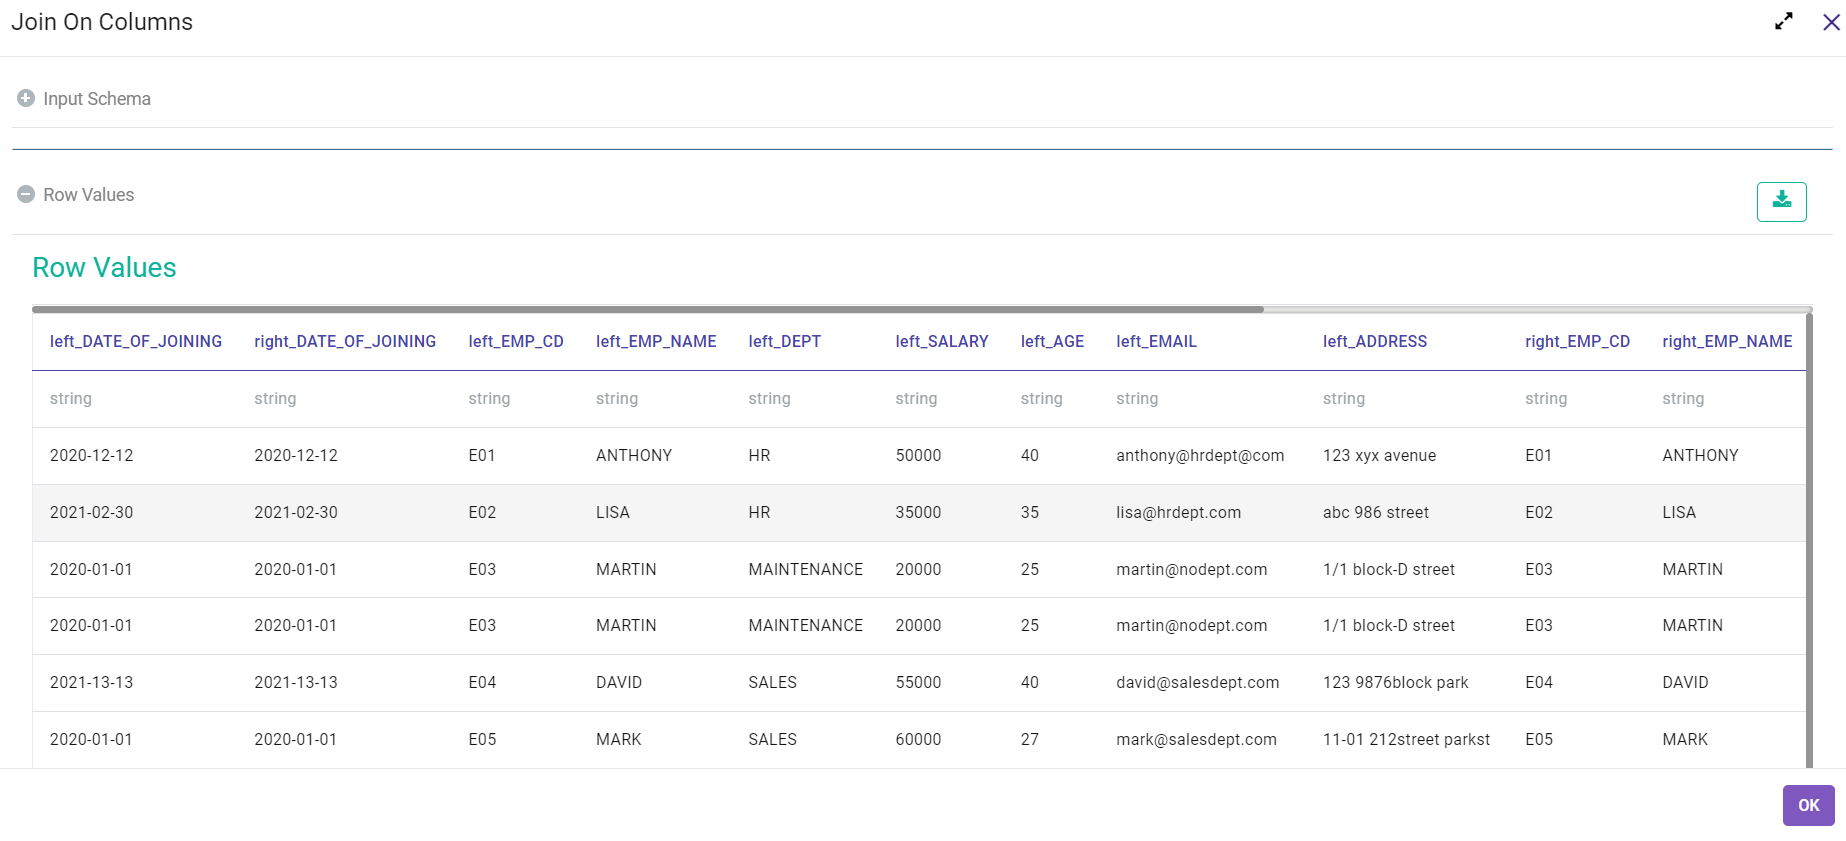 Join On Columns
Input Schema
Row Values
Row Values
left_DATE_OF_JOINING right_DATE_OF_JOINING left_EMP_CD left_EMP_NAME left_DEPT left_SALARY left_AGE left_EMAIL left_ADDRESS right_EMP_CD right_EMP_NAME
string string string string string string string string string string string
2020-12-12 2020-12-12 E01 ANTHONY HR 50000 40 anthony@hrdept@com 123 xyx avenue E01 ANTHONY
2021-02-30 2021-02-30 E02 LISA HR 35000 35 lisa@hrdept.com abc 986 street E02 LISA
2020-01-01 2020-01-01 E03 MARTIN MAINTENANCE 20000 25 martin@nodept.com 1/1 block-D street E03 MARTIN
2020-01-01 2020-01-01 E03 MARTIN MAINTENANCE 20000 25 martin@nodept.com 1/1 block-D street E03 MARTIN
2021-13-13 2021-13-13 E04 DAVID SALES 55000 40 david@salesdept.com 123 9876block park E04 DAVID
2020-01-01 2020-01-01 E05 MARK SALES 60000 27 mark@salesdept.com 11-01 212street parkst E05 MARK
OK